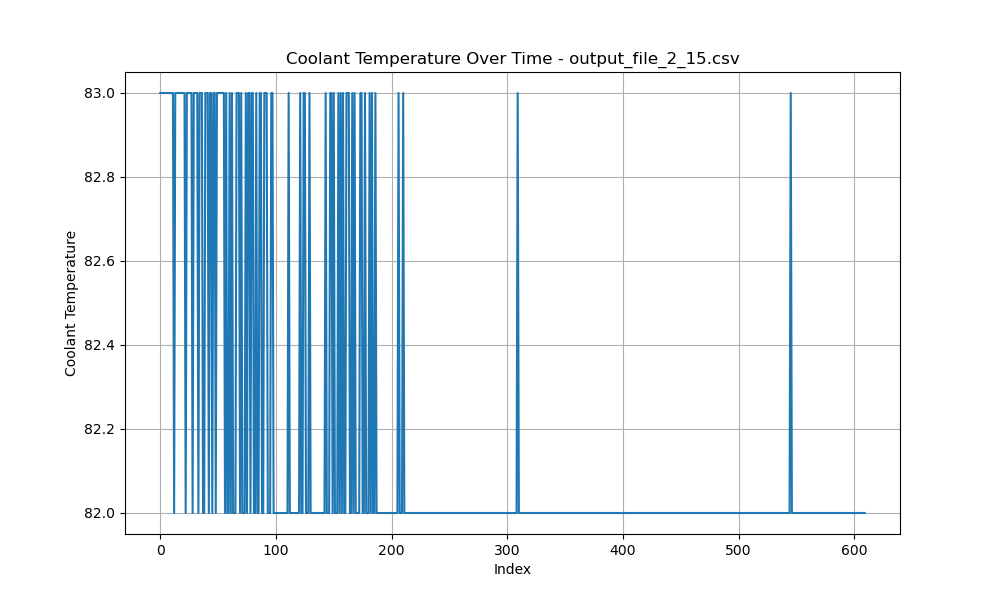 Coolant Temperature Over Time - output_file_2_15.csv
83.0
82.8
82.6
82.4
82.2
82.0
Coolant Temperature
0 100 200 300 400 500 600
Index